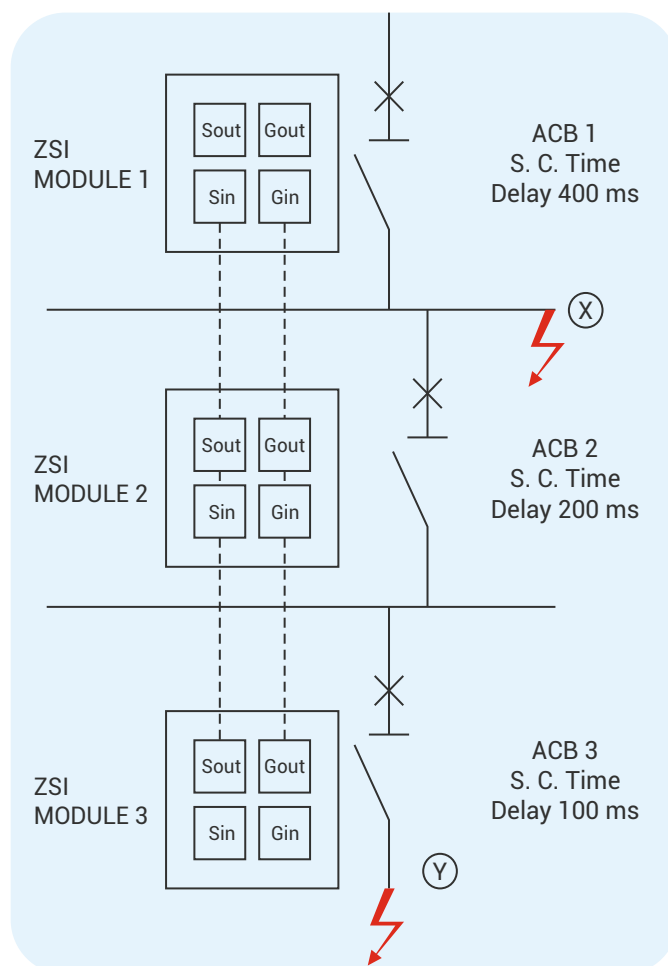 ZSI
MODULE 1
Sout Gout
Sin Gin
ACB 1
S. C. Time
Delay 400 ms
X
ZSI
MODULE 2
Sout Gout
Sin Gin
ACB 2
S. C. Time
Delay 200 ms
ZSI
MODULE 3
Sout Gout
Sin Gin
ACB 3
S. C. Time
Delay 100 ms
Y